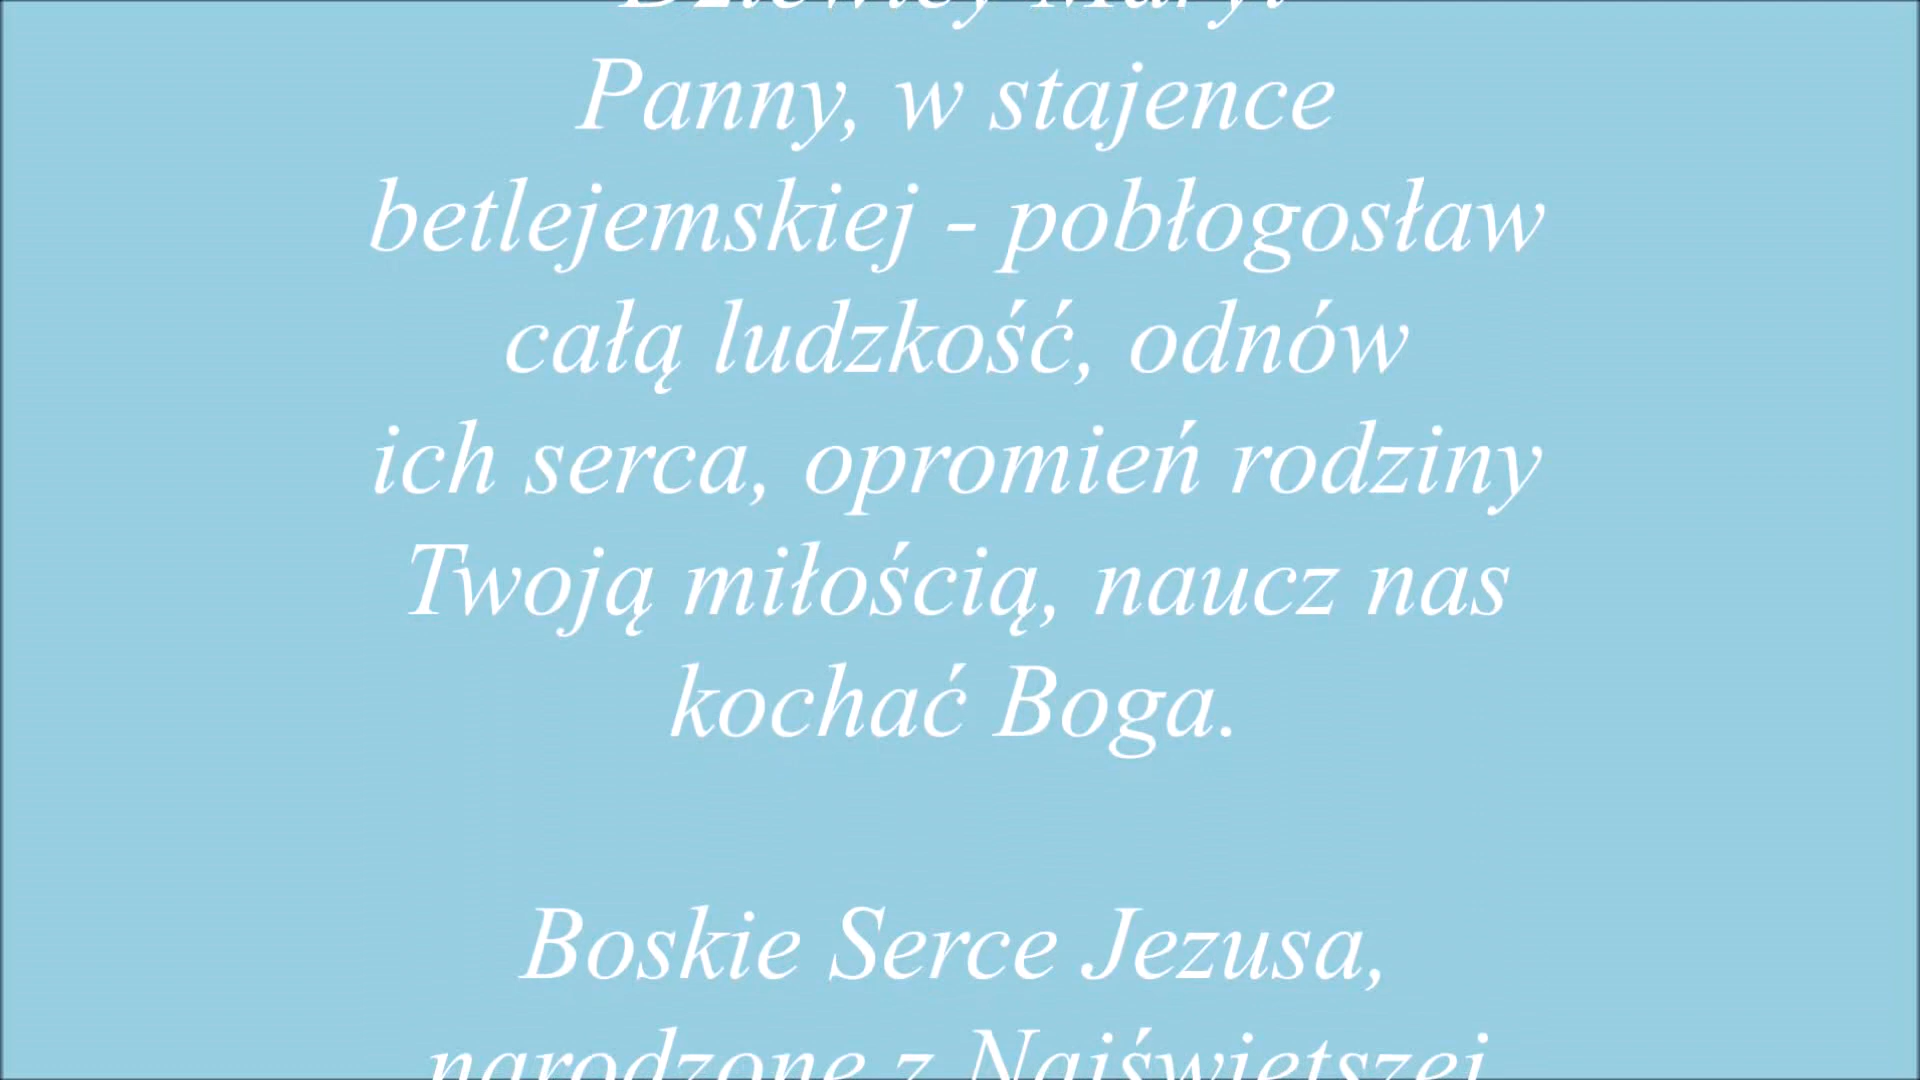 Dziewicy Maryi
Panny, w stajence
betlejemskiej - pobłogosław
całą ludzkość, odnów
ich serca, opromień rodziny
Twoją miłością, naucz nas
kochać Boga.
Boskie Serce Jezusa,
narodzone z Najświętszej